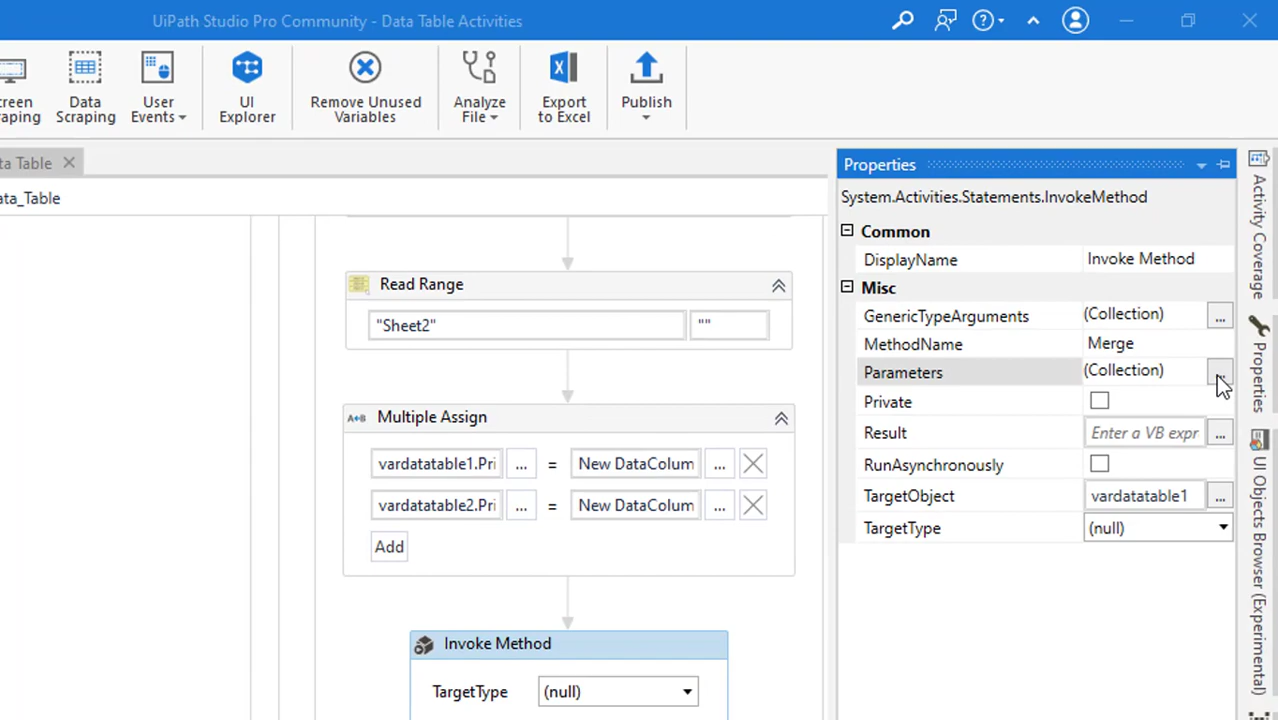 UiPath Studio Pro Community - Data Table Activities
creen
raping
Data
Scraping
User
Events
UI
Explorer
Remove Unused
Variables
Analyze
File
Export
to Excel
Publish
ta Table
ata_Table
Read Range
"Sheet2"
""
Multiple Assign
vardatatable1.Pri
...
=
New DataColum
...
vardatatable2.Pri
...
=
New DataColum
...
Add
Invoke Method
TargetType
(null)
Properties
System.Activities.Statements.InvokeMethod
Common
DisplayName
Invoke Method
Misc
GenericTypeArguments
(Collection)
...
MethodName
Merge
Parameters
(Collection)
...
Private
Result
Enter a VB expr
...
RunAsynchronously
TargetObject
vardatatable1
...
TargetType
(null)
Activity Coverage
Properties
UI Objects Browser (Experimental)